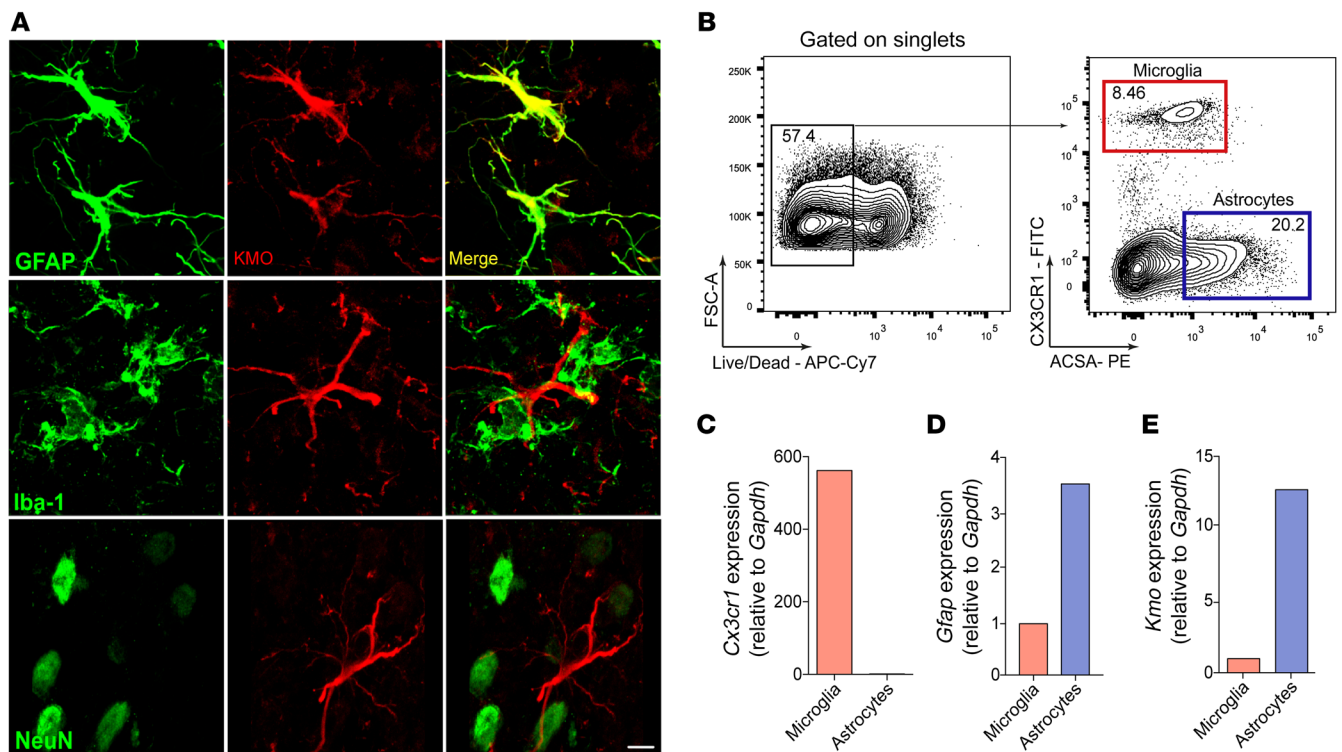 A
GFAP
KMO
Merge
Iba-1
NeuN
B
Gated on singlets
250K
200K
150K
100K
50K
0
57.4
FSC-A
0 10³ 10⁴ 10⁵
Live/Dead - APC-Cy7
Microglia
8.46
Astrocytes
20.2
10⁵
10⁴
10³
10²
0
CX3CR1 - FITC
0 10³ 10⁴ 10⁵
ACSA- PE
C
Cx3cr1 expression
(relative to Gapdh)
600
400
200
0
Microglia
Astrocytes
D
Gfap expression
(relative to Gapdh)
4
3
2
1
0
Microglia
Astrocytes
E
Kmo expression
(relative to Gapdh)
15
0
Microglia
Astrocytes